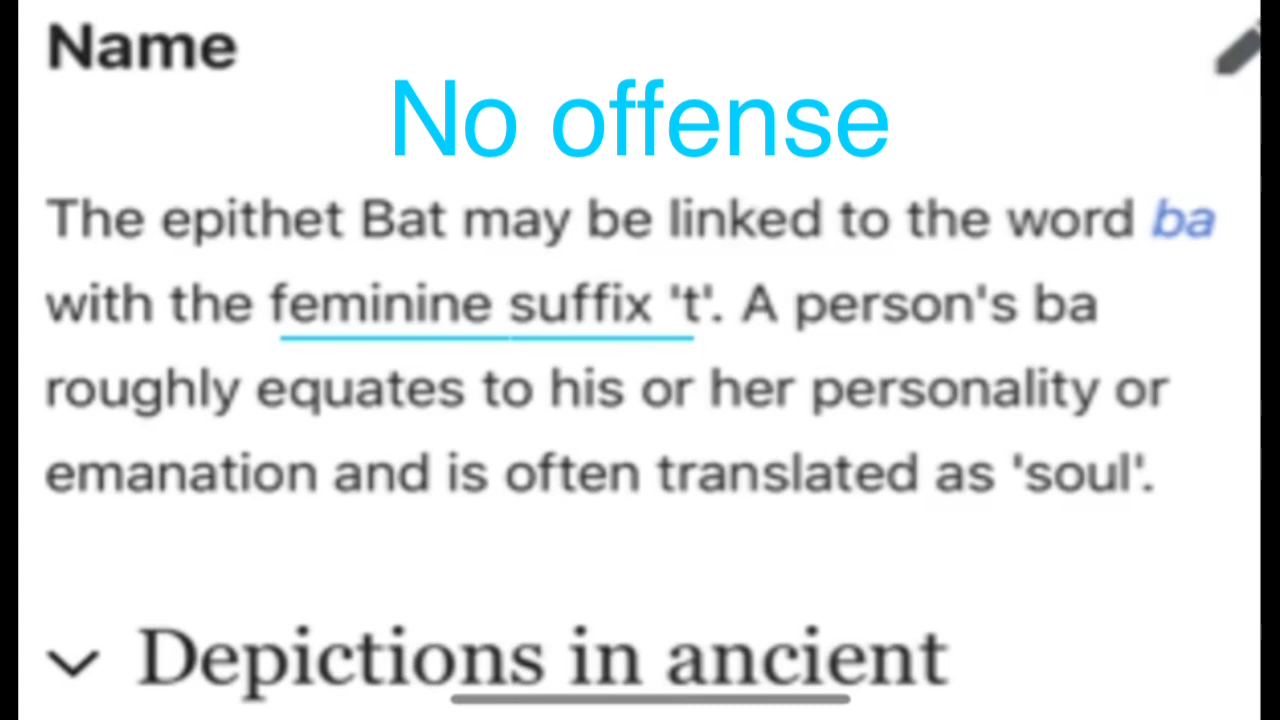 Name
No offense
The epithet Bat may be linked to the word ba
with the feminine suffix 't'. A person's ba
roughly equates to his or her personality or
emanation and is often translated as 'soul'.
Depictions in ancient